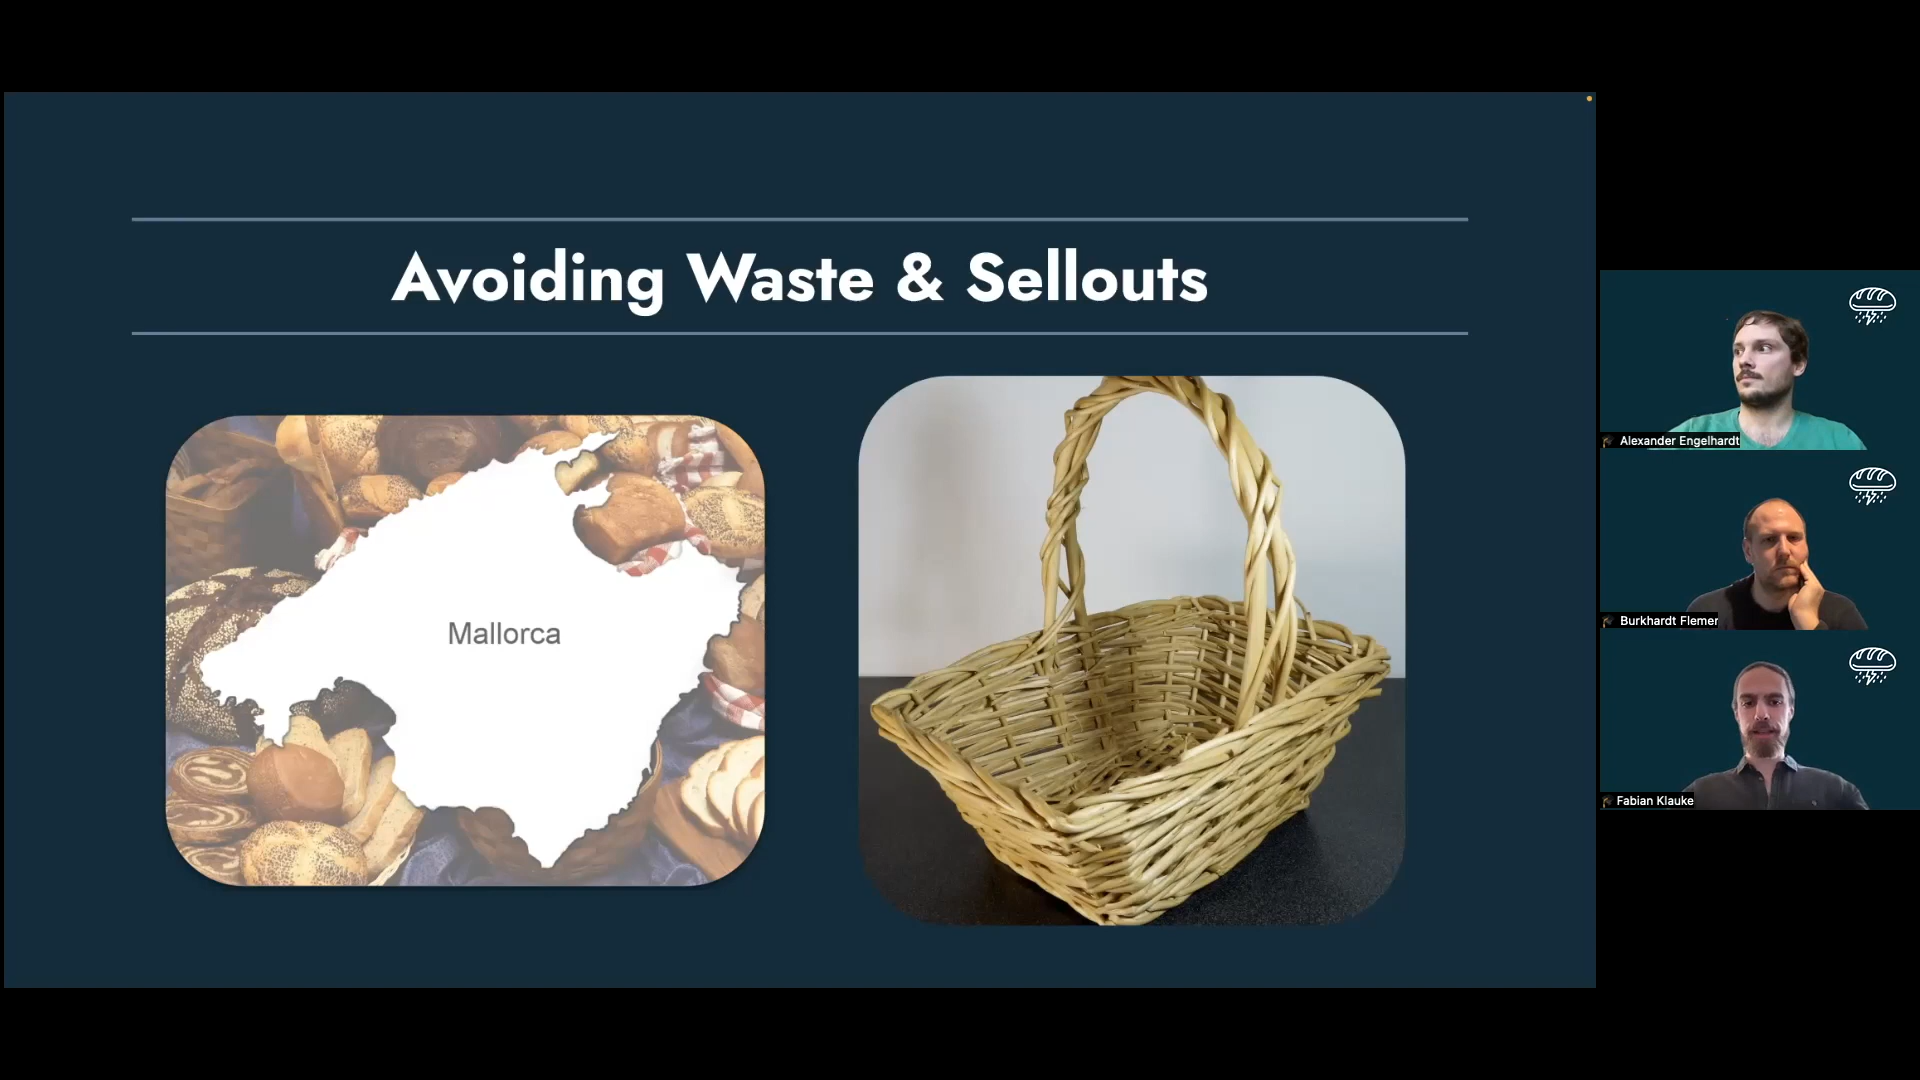 Avoiding Waste & Sellouts
Mallorca
Alexander Engelhardt
Burkhardt Flemer
Fabian Klauke